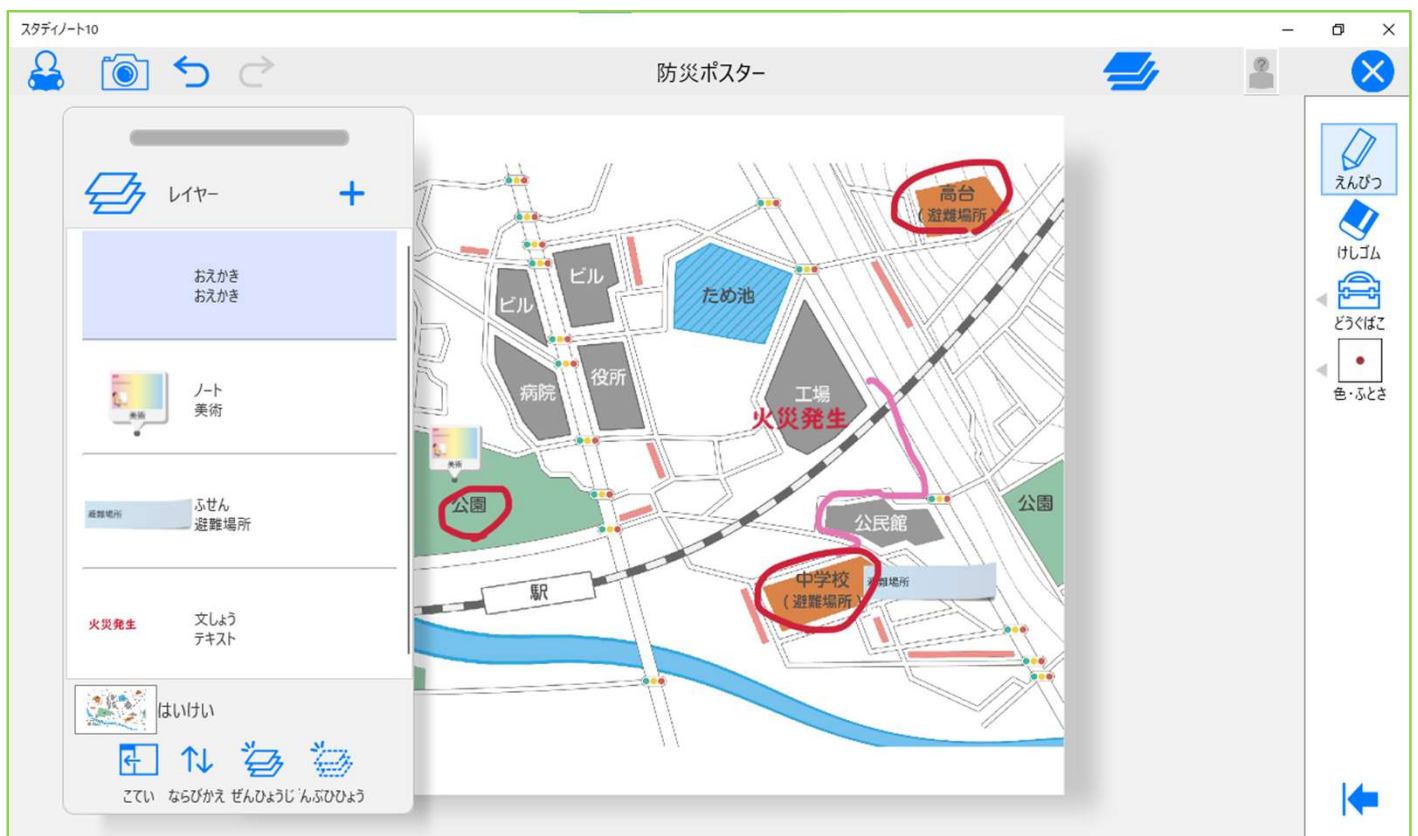 スタディノート10
防災ポスター
レイヤー
おえかき
おえかき
美術
ノート
美術
避難場所
ふせん
避難場所
火災発生
文しょう
テキスト
はいけい
こてい
ならびかえ
ぜんひょうじ
んぶひひょう
高台
(避難場所)
ビル
ビル
ため池
病院
役所
工場
火災発生
美術
公園
公民館
公園
駅
中学校
(避難場所)
避難場所
えんぴつ
けしゴム
どうぐばこ
色・ふとさ